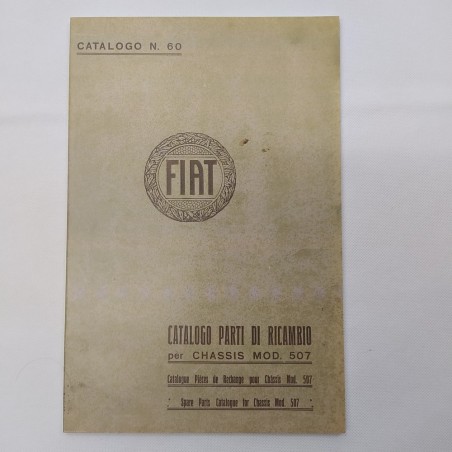 CATALOGO N. 60
FIAT
CATALOGO PARTI DI RICAMBIO
per CHASSIS MOD. 507
Catalogue Pièces de Rechange pour Châssis Mod. 507
" Spare Parts Catalogue for Chassis Mod. 507 "